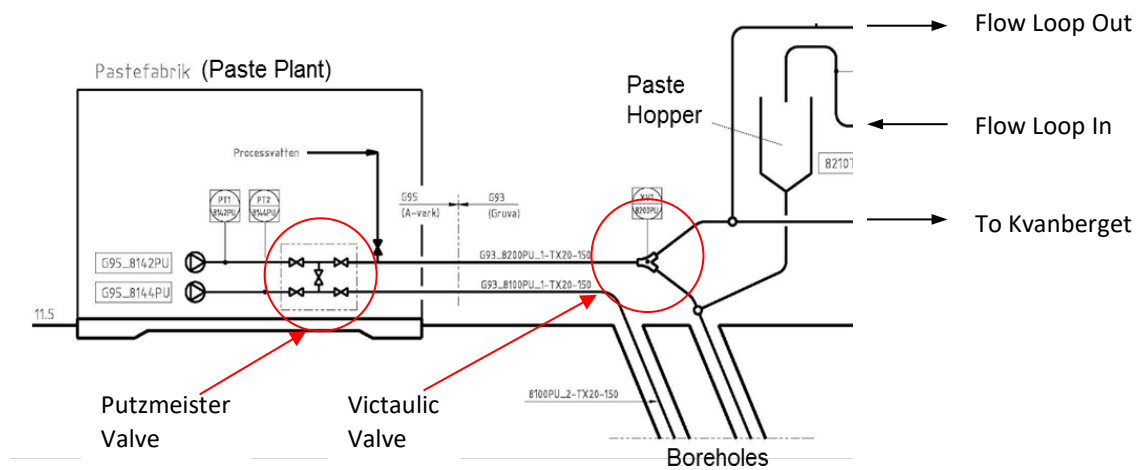 Flow Loop Out
Pastefabrik (Paste Plant)
Paste
Hopper
Flow Loop In
Processvatten
8210T
PT1
8142PU
PT2
8144PU
G95
(A-verk)
G93
(Gruva)
XV1
8200PU
To Kvanberget
G95_8142PU
G93_8200PU_1-TX20-150
G95_8144PU
G93_8100PU_1-TX20-150
11.5
Putzmeister
Valve
Victaulic
Valve
8100PU_2-TX20-150
Boreholes